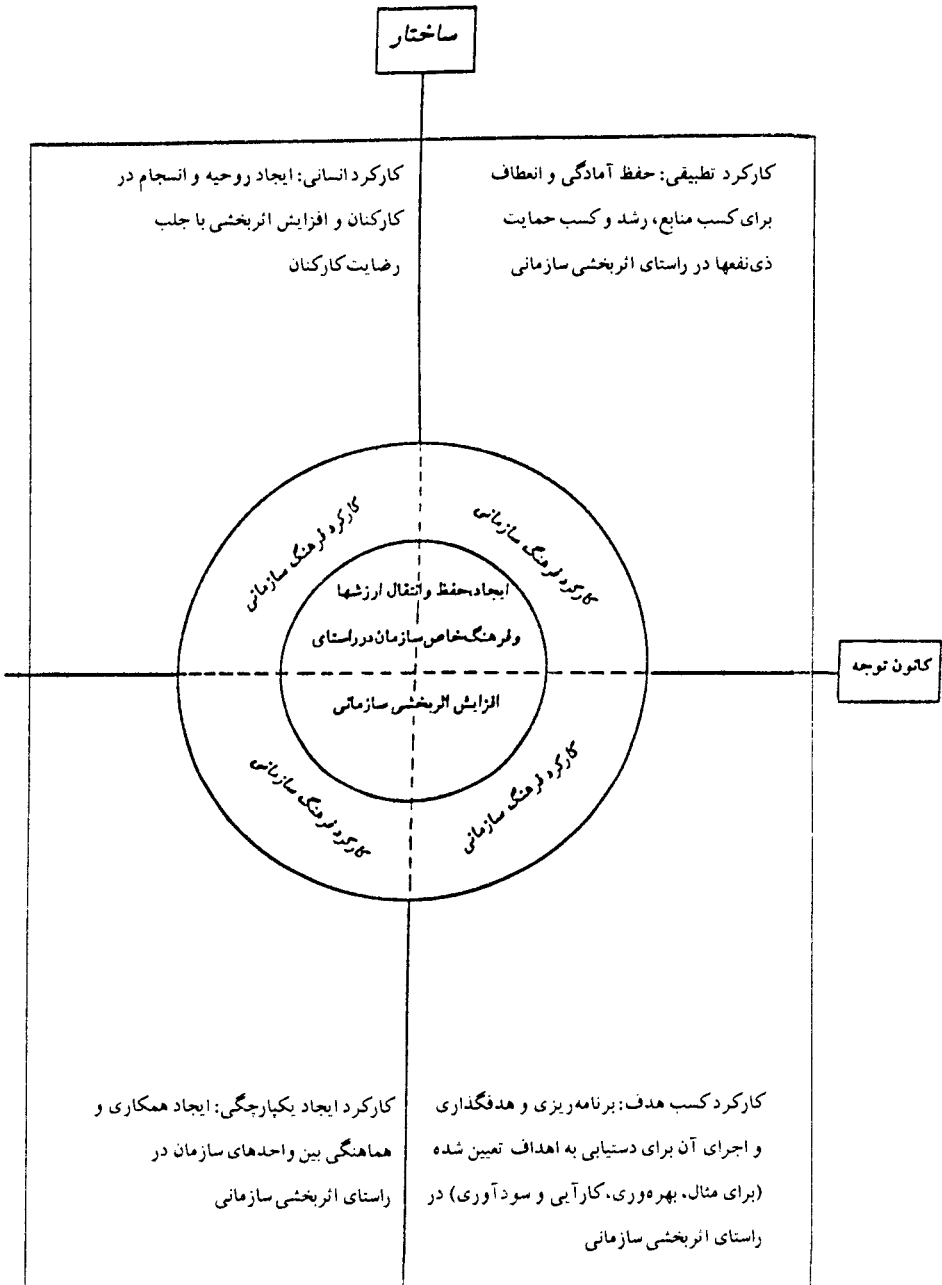 ساختار
کارکرد تطبیقی: حفظ آمادگی و انعطاف
برای کسب منابع، رشد و کسب حمایت
ذی‌نفعها در راستای اثربخشی سازمانی
کارکرد انسانی: ایجاد روحیه و انسجام در
کارکنان و افزایش اثربخشی با جلب
رضایت کارکنان
کارکرد فرهنگ سازمانی
کارکرد فرهنگ سازمانی
ایجاد، حفظ و انتقال ارزشها
و فرهنگ خاص سازمان در راستای
افزایش اثربخشی سازمانی
کانون توجه
کارکرد فرهنگ سازمانی
کارکرد فرهنگ سازمانی
کارکرد کسب هدف: برنامه‌ریزی و هدفگذاری
و اجرای آن برای دستیابی به اهداف تعیین شده
(برای مثال، بهره‌وری، کارآیی و سودآوری) در
راستای اثربخشی سازمانی
کارکرد ایجاد یکپارچگی: ایجاد همکاری و
هماهنگی بین واحدهای سازمان در
راستای اثربخشی سازمانی